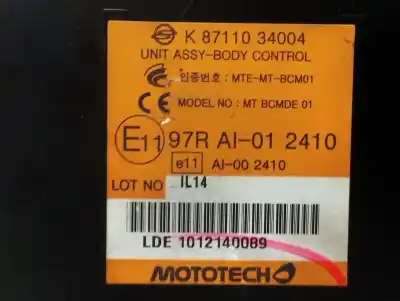 K 87110 34004
UNIT ASSY-BODY CONTROL
인증번호 : MTE-MT-BCM01
CE MODEL NO : MT BCMDE 01
E11 97R AI-01 2410
e11 AI-00 2410
LOT NO IL14
LDE 1012140089
MOTOTECH